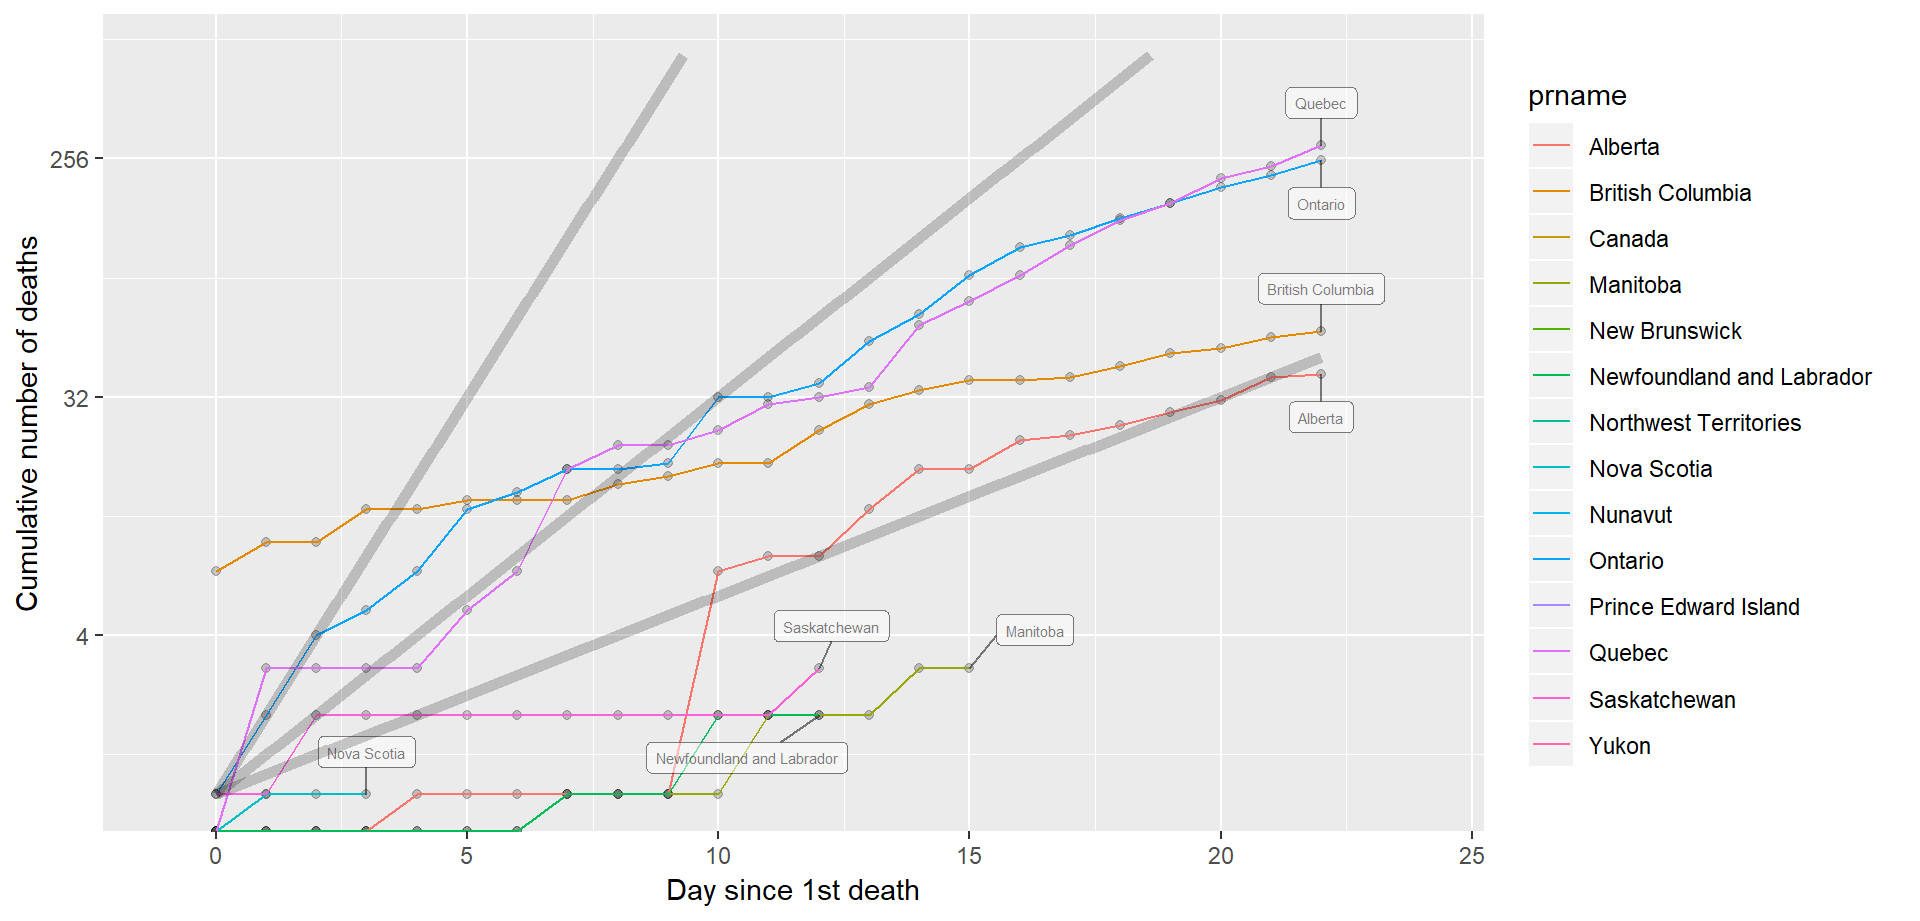 Cumulative number of deaths
256
32
4
0
5
10
15
20
25
Day since 1st death
Quebec
Ontario
British Columbia
Alberta
Saskatchewan
Manitoba
Nova Scotia
Newfoundland and Labrador
prname
Alberta
British Columbia
Canada
Manitoba
New Brunswick
Newfoundland and Labrador
Northwest Territories
Nova Scotia
Nunavut
Ontario
Prince Edward Island
Quebec
Saskatchewan
Yukon